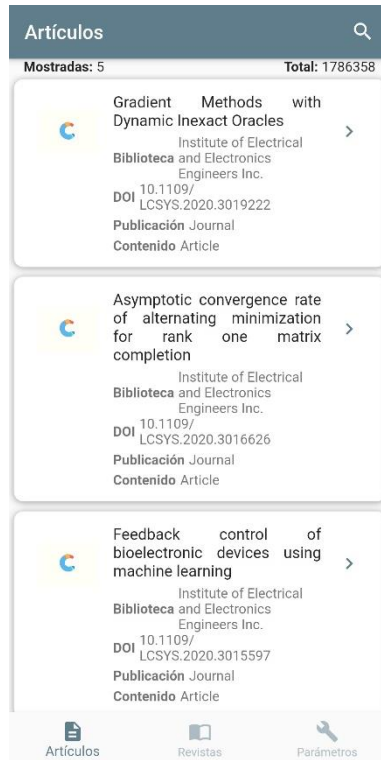 Artículos
Mostradas: 5 Total: 1786358
Gradient Methods with
Dynamic Inexact Oracles
Institute of Electrical
Biblioteca and Electronics
Engineers Inc.
DOI 10.1109/
LCSYS.2020.3019222
Publicación Journal
Contenido Article
Asymptotic convergence rate
of alternating minimization
for rank one matrix
completion
Institute of Electrical
Biblioteca and Electronics
Engineers Inc.
DOI 10.1109/
LCSYS.2020.3016626
Publicación Journal
Contenido Article
Feedback control of
bioelectronic devices using
machine learning
Institute of Electrical
Biblioteca and Electronics
Engineers Inc.
DOI 10.1109/
LCSYS.2020.3015597
Publicación Journal
Contenido Article
Artículos Revistas Parámetros